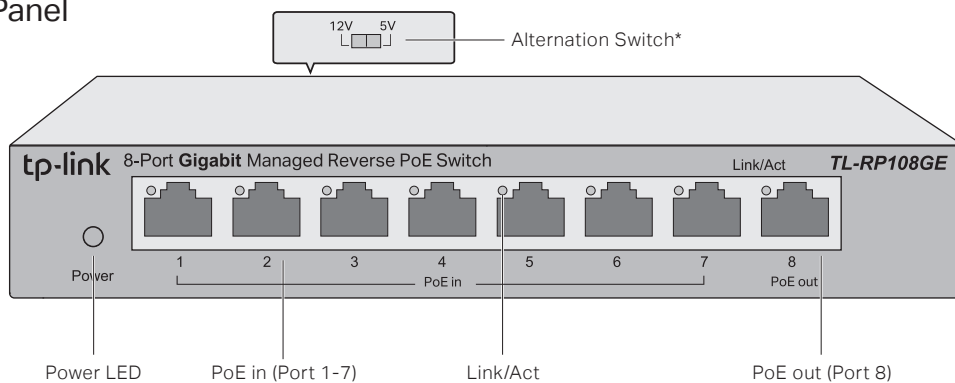 Panel
12V 5V
Alternation Switch*
tp-link 8-Port Gigabit Managed Reverse PoE Switch Link/Act TL-RP108GE
Power 1 2 3 4 5 6 7 8
PoE in PoE out
Power LED PoE in (Port 1-7) Link/Act PoE out (Port 8)